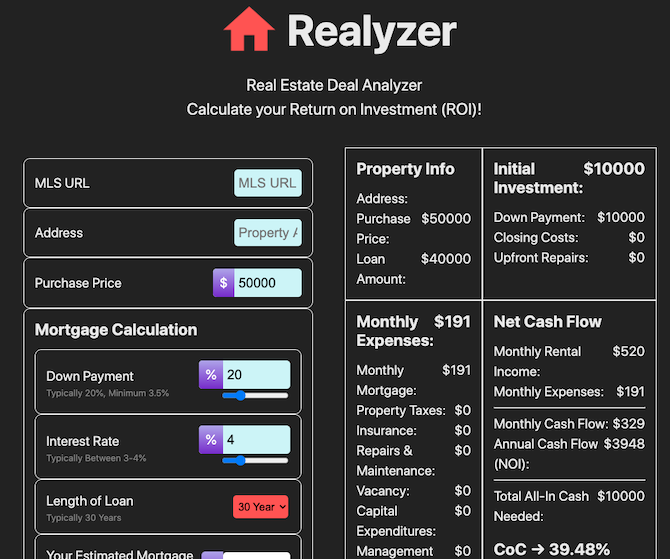 Realyzer
Real Estate Deal Analyzer
Calculate your Return on Investment (ROI)!
MLS URL
MLS URL
Address
Property A
Purchase Price
$
50000
Mortgage Calculation
Down Payment
Typically 20%, Minimum 3.5%
%
20
Interest Rate
Typically Between 3-4%
%
4
Length of Loan
Typically 30 Years
30 Year
Your Estimated Mortgage
Property Info
Address:
Purchase $50000
Price:
Loan $40000
Amount:
Initial $10000
Investment:
Down Payment: $10000
Closing Costs: $0
Upfront Repairs: $0
Monthly $191
Expenses:
Monthly $191
Mortgage:
Property Taxes: $0
Insurance: $0
Repairs & $0
Maintenance:
Vacancy: $0
Capital $0
Expenditures:
Management $0
Net Cash Flow
Monthly Rental $520
Income:
Monthly Expenses: $191
Monthly Cash Flow: $329
Annual Cash Flow $3948
(NOI):
Total All-In Cash $10000
Needed:
CoC → 39.48%